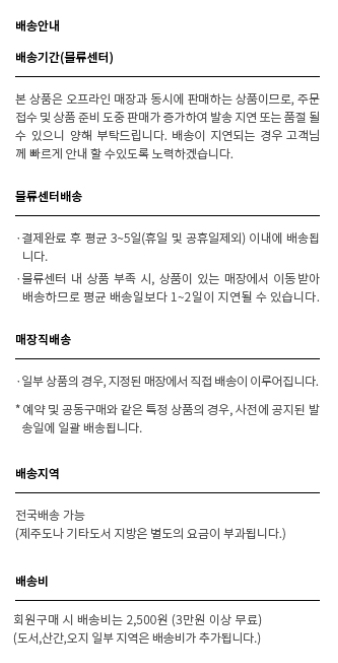 배송안내
배송기간(물류센터)
본 상품은 오프라인 매장과 동시에 판매하는 상품이므로, 주문
접수 및 상품 준비 도중 판매가 증가하여 발송 지연 또는 품절 될
수 있으니 양해 부탁드립니다. 배송이 지연되는 경우 고객님
께 빠르게 안내 할 수있도록 노력하겠습니다.
물류센터배송
·결제완료 후 평균 3~5일(휴일 및 공휴일제외) 이내에 배송됩
니다.
·물류센터 내 상품 부족 시, 상품이 있는 매장에서 이동받아
배송하므로 평균 배송일보다 1~2일이 지연될 수 있습니다.
매장직배송
·일부 상품의 경우, 지정된 매장에서 직접 배송이 이루어집니다.
* 예약 및 공동구매와 같은 특정 상품의 경우, 사전에 공지된 발
송일에 일괄 배송됩니다.
배송지역
전국배송 가능
(제주도나 기타도서 지방은 별도의 요금이 부과됩니다.)
배송비
회원구매 시 배송비는 2,500원 (3만원 이상 무료)
(도서,산간,오지 일부 지역은 배송비가 추가됩니다.)